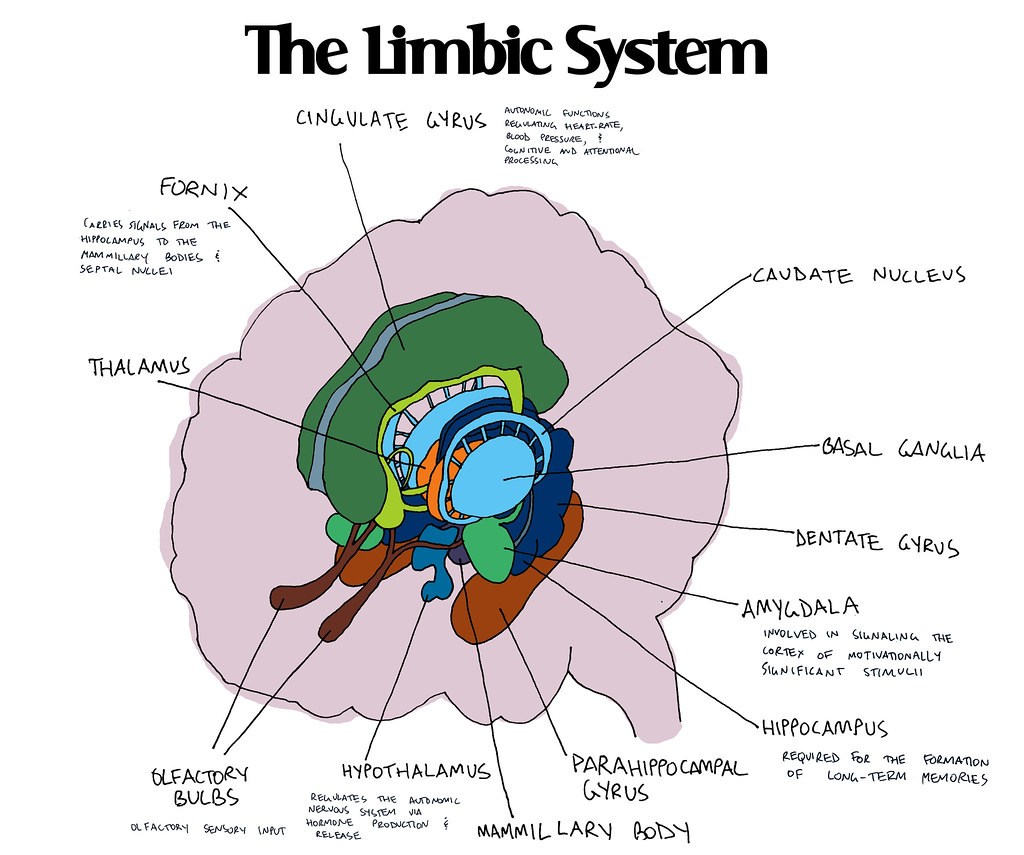 The Limbic System
CINGULATE GYRUS
AUTONOMIC FUNCTIONS
REGULATING HEART-RATE,
BLOOD PRESSURE, &
COGNITIVE AND ATTENTIONAL
PROCESSING
FORNIX
CARRIES SIGNALS FROM THE
HIPPOCAMPUS TO THE
MAMMILLARY BODIES &
SEPTAL NUCLEI
CAUDATE NUCLEUS
THALAMUS
BASAL GANGLIA
DENTATE GYRUS
AMYGDALA
INVOLVED IN SIGNALING THE
CORTEX OF MOTIVATIONALLY
SIGNIFICANT STIMULII
HIPPOCAMPUS
REQUIRED FOR THE FORMATION
OF LONG-TERM MEMORIES
OLFACTORY
BULBS
OLFACTORY SENSORY INPUT
HYPOTHALAMUS
REGULATES THE AUTONOMIC
NERVOUS SYSTEM VIA
HORMONE PRODUCTION &
RELEASE
PARAHIPPOCAMPAL
GYRUS
MAMMILLARY BODY